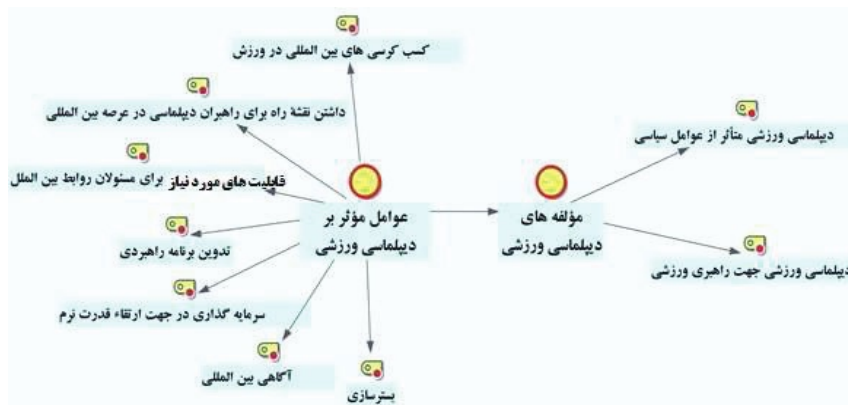 کسب کرسی های بین المللی در ورزش
داشتن نقشۀ راه برای راهبران دیپلماسی در عرصه بین المللی
دیپلماسی ورزشی متأثر از عوامل سیاسی
قابلیت های مورد نیاز برای مسئولان روابط بین الملل
مؤلفه های
دیپلماسی ورزشی
عوامل مؤثر بر
دیپلماسی ورزشی
تدوین برنامه راهبردی
دیپلماسی ورزشی جهت راهبری ورزشی
سرمایه گذاری در جهت ارتقاء قدرت نرم
آگاهی بین المللی
بسترسازی